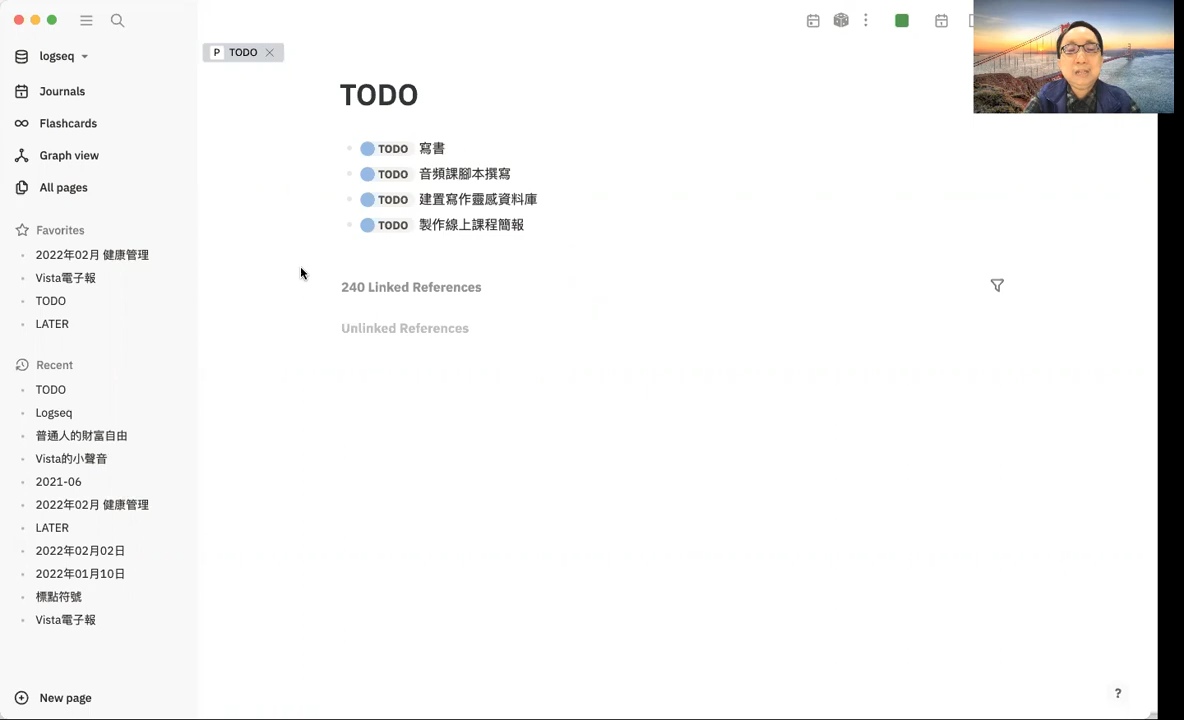 logseq
Journals
Flashcards
Graph view
All pages
Favorites
2022年02月 健康管理
Vista電子報
TODO
LATER
Recent
TODO
Logseq
普通人的財富自由
Vista的小聲音
2021-06
2022年02月 健康管理
LATER
2022年02月02日
2022年01月10日
標點符號
Vista電子報
New page
P TODO
TODO
TODO 寫書
TODO 音頻課腳本撰寫
TODO 建置寫作靈感資料庫
TODO 製作線上課程簡報
240 Linked References
Unlinked References
?